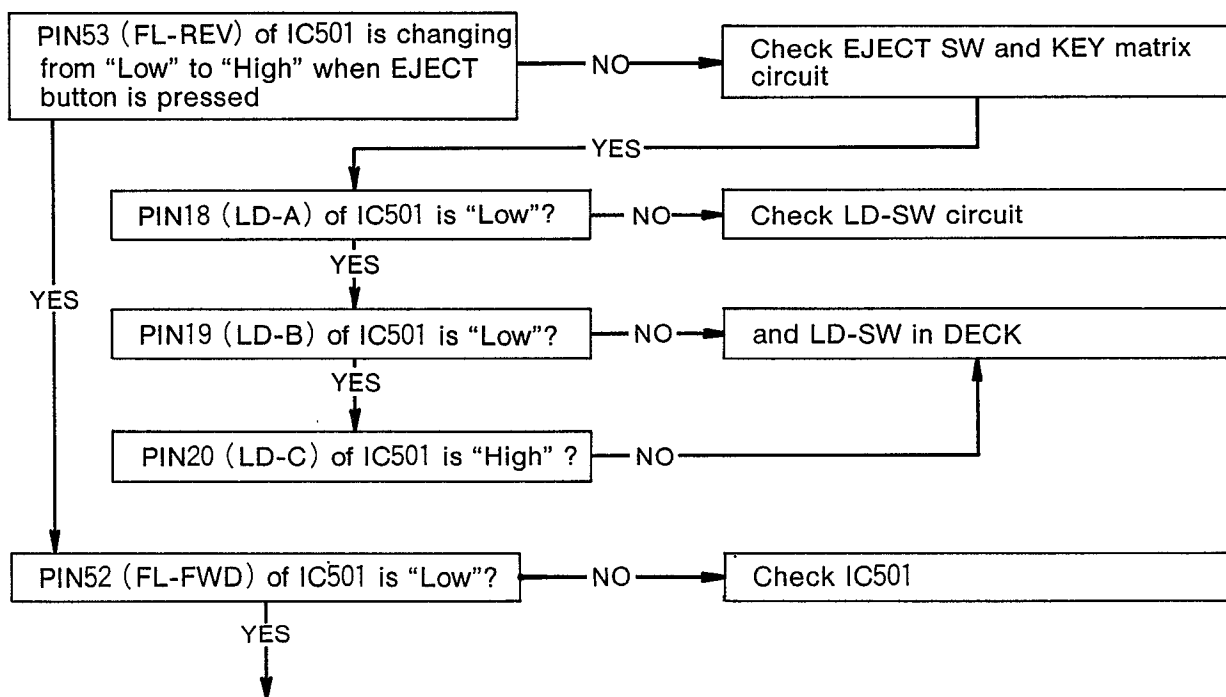 PIN53 (FL-REV) of IC501 is changing
from “Low” to “High” when EJECT
button is pressed
NO
Check EJECT SW and KEY matrix
circuit
YES
PIN18 (LD-A) of IC501 is “Low”?
NO
Check LD-SW circuit
YES
YES
PIN19 (LD-B) of IC501 is “Low”?
NO
and LD-SW in DECK
YES
PIN20 (LD-C) of IC501 is “High” ?
NO
PIN52 (FL-FWD) of IC501 is “Low”?
NO
Check IC501
YES